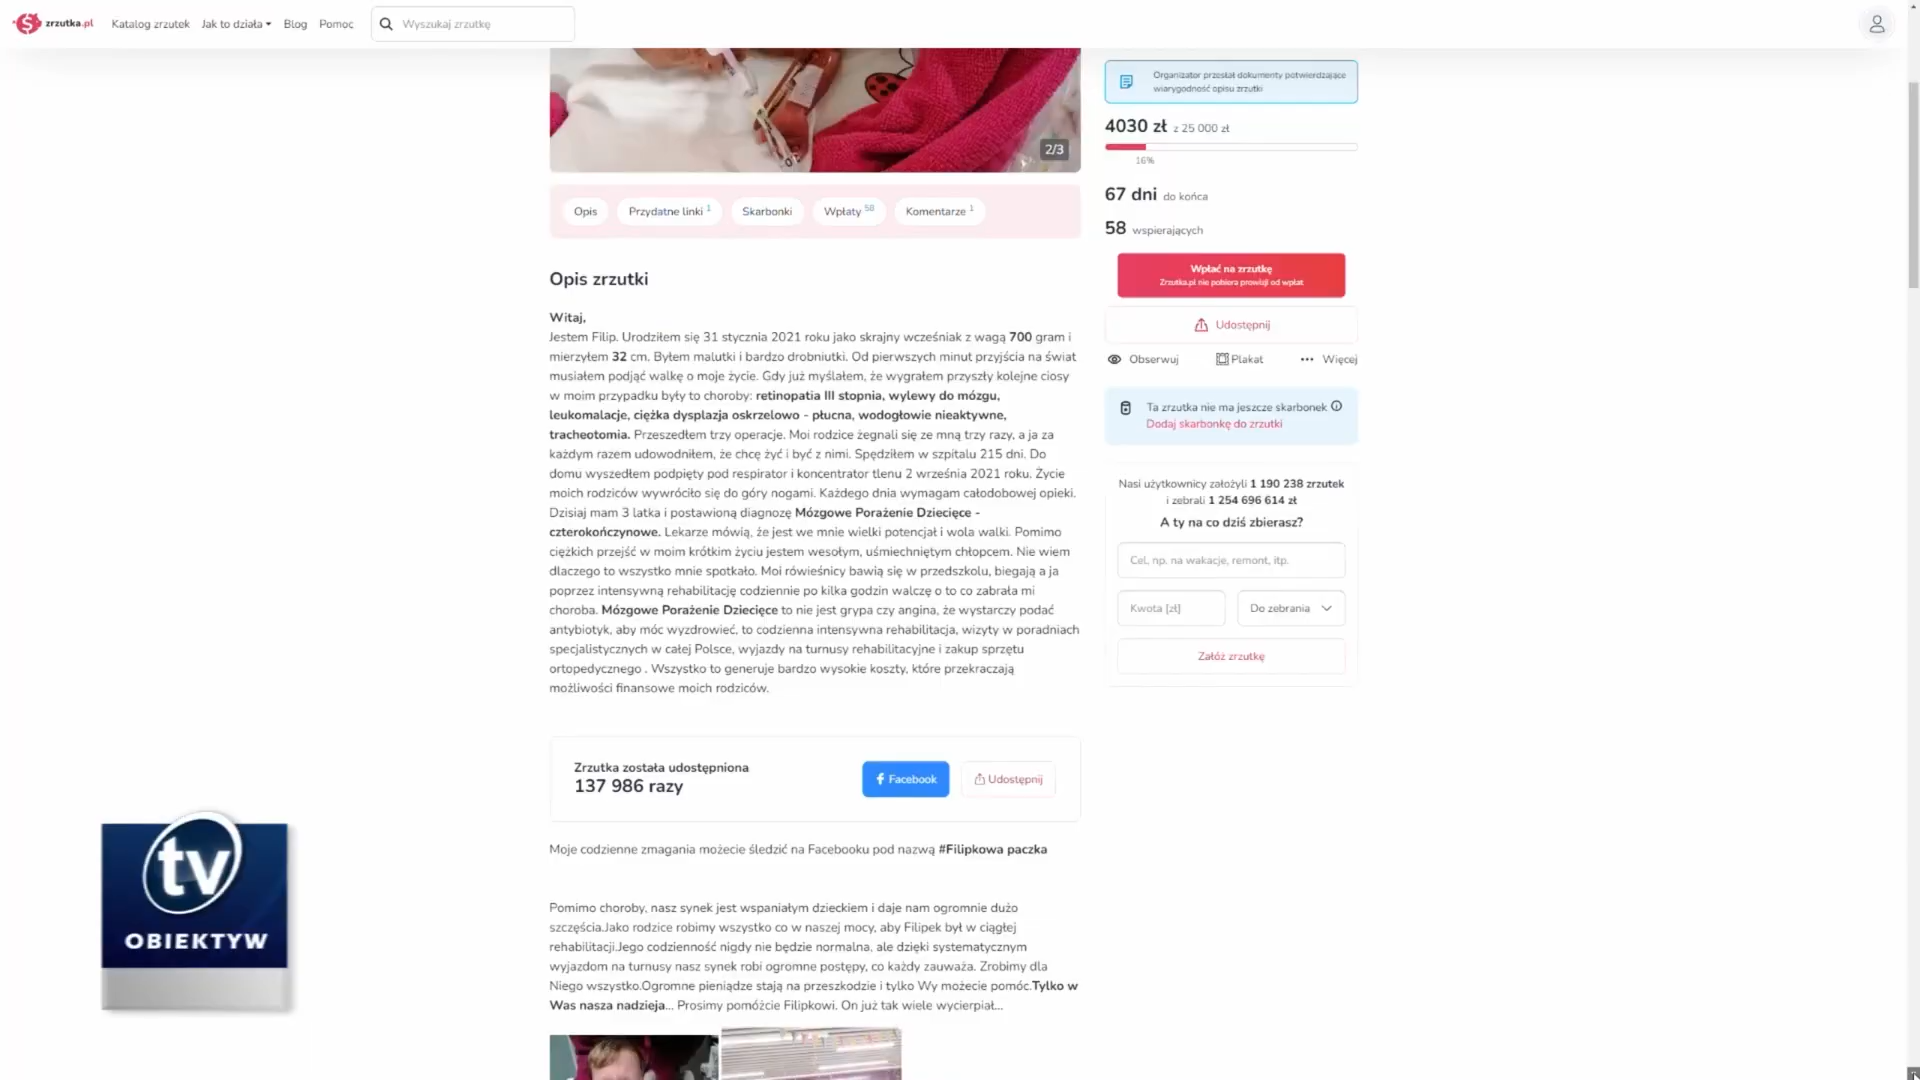 zrzutka.pl Katalog zrzutek Jak to działa Blog Pomoc Wyszukaj zrzutkę
Organizator przesłał dokumenty potwierdzające
wiarygodność opisu zrzutki
2/3
4030 zł z 25 000 zł
16%
67 dni do końca
58 wspierających
Wpłać na zrzutkę
Zrzutka.pl nie pobiera prowizji od wpłat
Udostępnij
Obserwuj Plakat Więcej
Ta zrzutka nie ma jeszcze skarbonek
Dodaj skarbonkę do zrzutki
Nasi użytkownicy założyli 1 190 238 zrzutek
i zebrali 1 254 696 614 zł
A ty na co dziś zbierasz?
Cel, np. na wakacje, remont, itp.
Kwota [zł] Do zebrania
Załóż zrzutkę
Opis Przydatne linki 1 Skarbonki Wpłaty 58 Komentarze 1
Opis zrzutki
Witaj,
Jestem Filip. Urodziłem się 31 stycznia 2021 roku jako skrajny wcześniak z wagą 700 gram i
mierzyłem 32 cm. Byłem malutki i bardzo drobniutki. Od pierwszych minut przyjścia na świat
musiałem podjąć walkę o moje życie. Gdy już myślałem, że wygrałem przyszły kolejne ciosy
w moim przypadku były to choroby: retinopatia III stopnia, wylewy do mózgu,
leukomalacje, ciężka dysplazja oskrzelowo - płucna, wodogłowie nieaktywne,
tracheotomia. Przeszedłem trzy operacje. Moi rodzice żegnali się ze mną trzy razy, a ja za
każdym razem udowodniłem, że chcę żyć i być z nimi. Spędziłem w szpitalu 215 dni. Do
domu wyszedłem podpięty pod respirator i koncentrator tlenu 2 września 2021 roku. Życie
moich rodziców wywróciło się do góry nogami. Każdego dnia wymagam całodobowej opieki.
Dzisiaj mam 3 latka i postawioną diagnozę Mózgowe Porażenie Dziecięce -
czterokończynowe. Lekarze mówią, że jest we mnie wielki potencjał i wola walki. Pomimo
ciężkich przejść w moim krótkim życiu jestem wesołym, uśmiechniętym chłopcem. Nie wiem
dlaczego to wszystko mnie spotkało. Moi rówieśnicy bawią się w przedszkolu, biegają a ja
poprzez intensywną rehabilitację codziennie po kilka godzin walczę o to co zabrała mi
choroba. Mózgowe Porażenie Dziecięce to nie jest grypa czy angina, że wystarczy podać
antybiotyk, aby móc wyzdrowieć, to codzienna intensywna rehabilitacja, wizyty w poradniach
specjalistycznych w całej Polsce, wyjazdy na turnusy rehabilitacyjne i zakup sprzętu
ortopedycznego . Wszystko to generuje bardzo wysokie koszty, które przekraczają
możliwości finansowe moich rodziców.
Zrzutka została udostępniona
137 986 razy
Facebook Udostępnij
Moje codzienne zmagania możecie śledzić na Facebooku pod nazwą #Filipkowa paczka
Pomimo choroby, nasz synek jest wspaniałym dzieckiem i daje nam ogromnie dużo
szczęścia.Jako rodzice robimy wszystko co w naszej mocy, aby Filipek był w ciągłej
rehabilitacji.Jego codzienność nigdy nie będzie normalna, ale dzięki systematycznym
wyjazdom na turnusy nasz synek robi ogromne postępy, co każdy zauważa. Zrobimy dla
Niego wszystko.Ogromne pieniądze stają na przeszkodzie i tylko Wy możecie pomóc.Tylko w
Was nasza nadzieja... Prosimy pomóżcie Filipkowi. On już tak wiele wycierpiał...
tv
OBIEKTYW